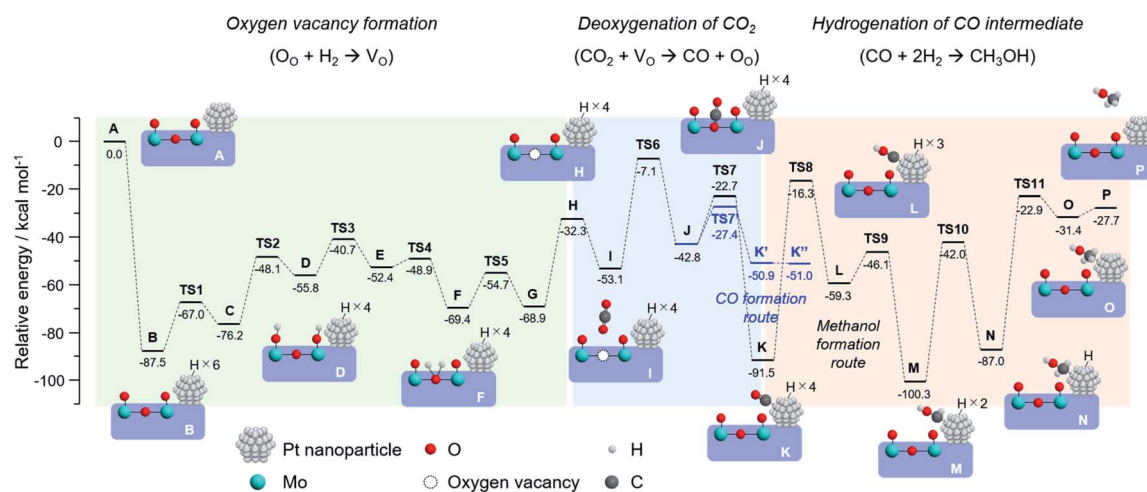 Oxygen vacancy formation
(O_O + H₂ → V_O)
Deoxygenation of CO₂
(CO₂ + V_O → CO + O_O)
Hydrogenation of CO intermediate
(CO + 2H₂ → CH₃OH)
Relative energy / kcal mol⁻¹
0
-20
-40
-60
-80
-100
A
0.0
B
-87.5
TS1
-67.0
C
-76.2
TS2
-48.1
D
-55.8
TS3
-40.7
E
-52.4
TS4
-48.9
F
-69.4
TS5
-54.7
G
-68.9
H
-32.3
I
-53.1
TS6
-7.1
J
-42.8
TS7
-22.7
TS7'
-27.4
K'
-50.9
K''
-51.0
CO formation
route
K
-91.5
TS8
-16.3
L
-59.3
TS9
-46.1
Methanol
formation
route
M
-100.3
TS10
-42.0
N
-87.0
TS11
-22.9
O
-31.4
P
-27.7
A
H×6
B
H×4
D
H×4
F
H×4
H
H×4
I
H×4
J
H×4
K
H×3
L
H×2
M
H
N
O
P
Pt nanoparticle
O
H
Mo
Oxygen vacancy
C